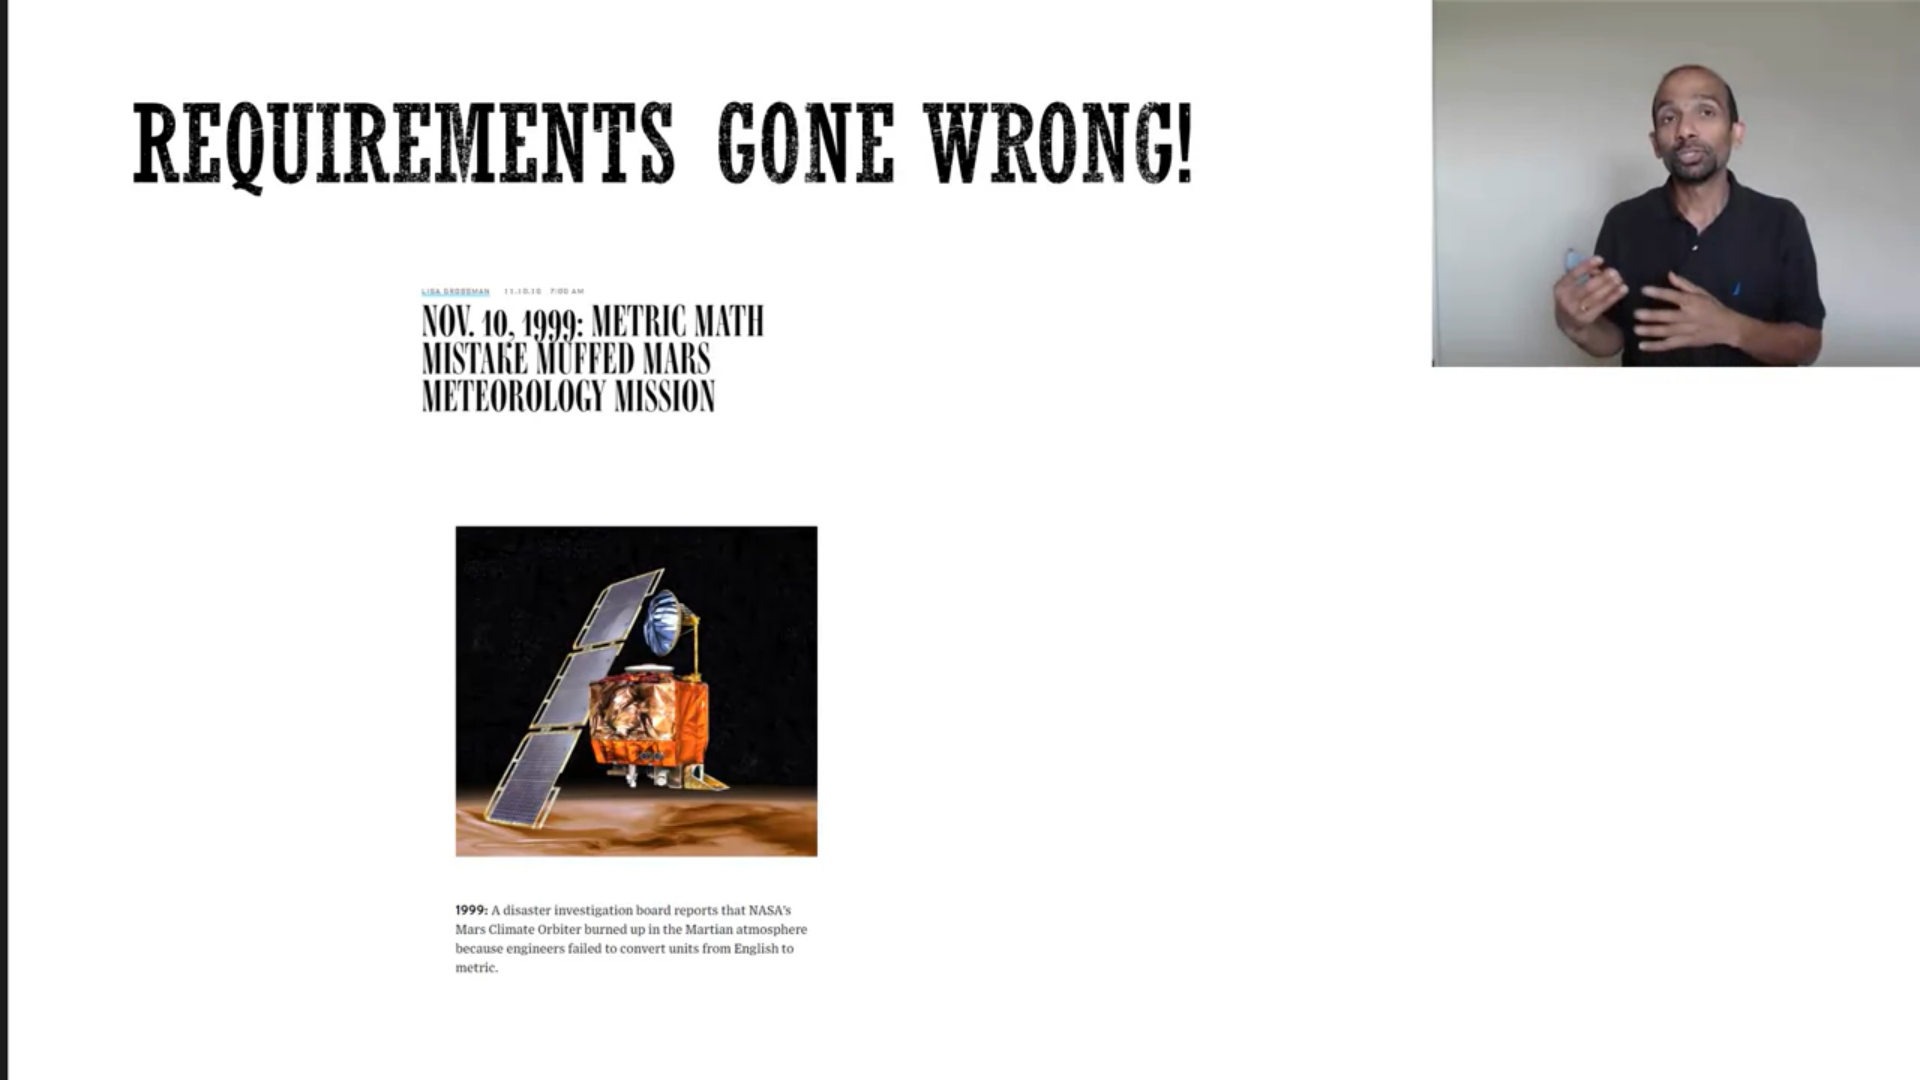 REQUIREMENTS GONE WRONG!
LISA GROSSMAN 11.10.10 7:00 AM
NOV. 10, 1999: METRIC MATH
MISTAKE MUFFED MARS
METEOROLOGY MISSION
1999: A disaster investigation board reports that NASA's
Mars Climate Orbiter burned up in the Martian atmosphere
because engineers failed to convert units from English to
metric.